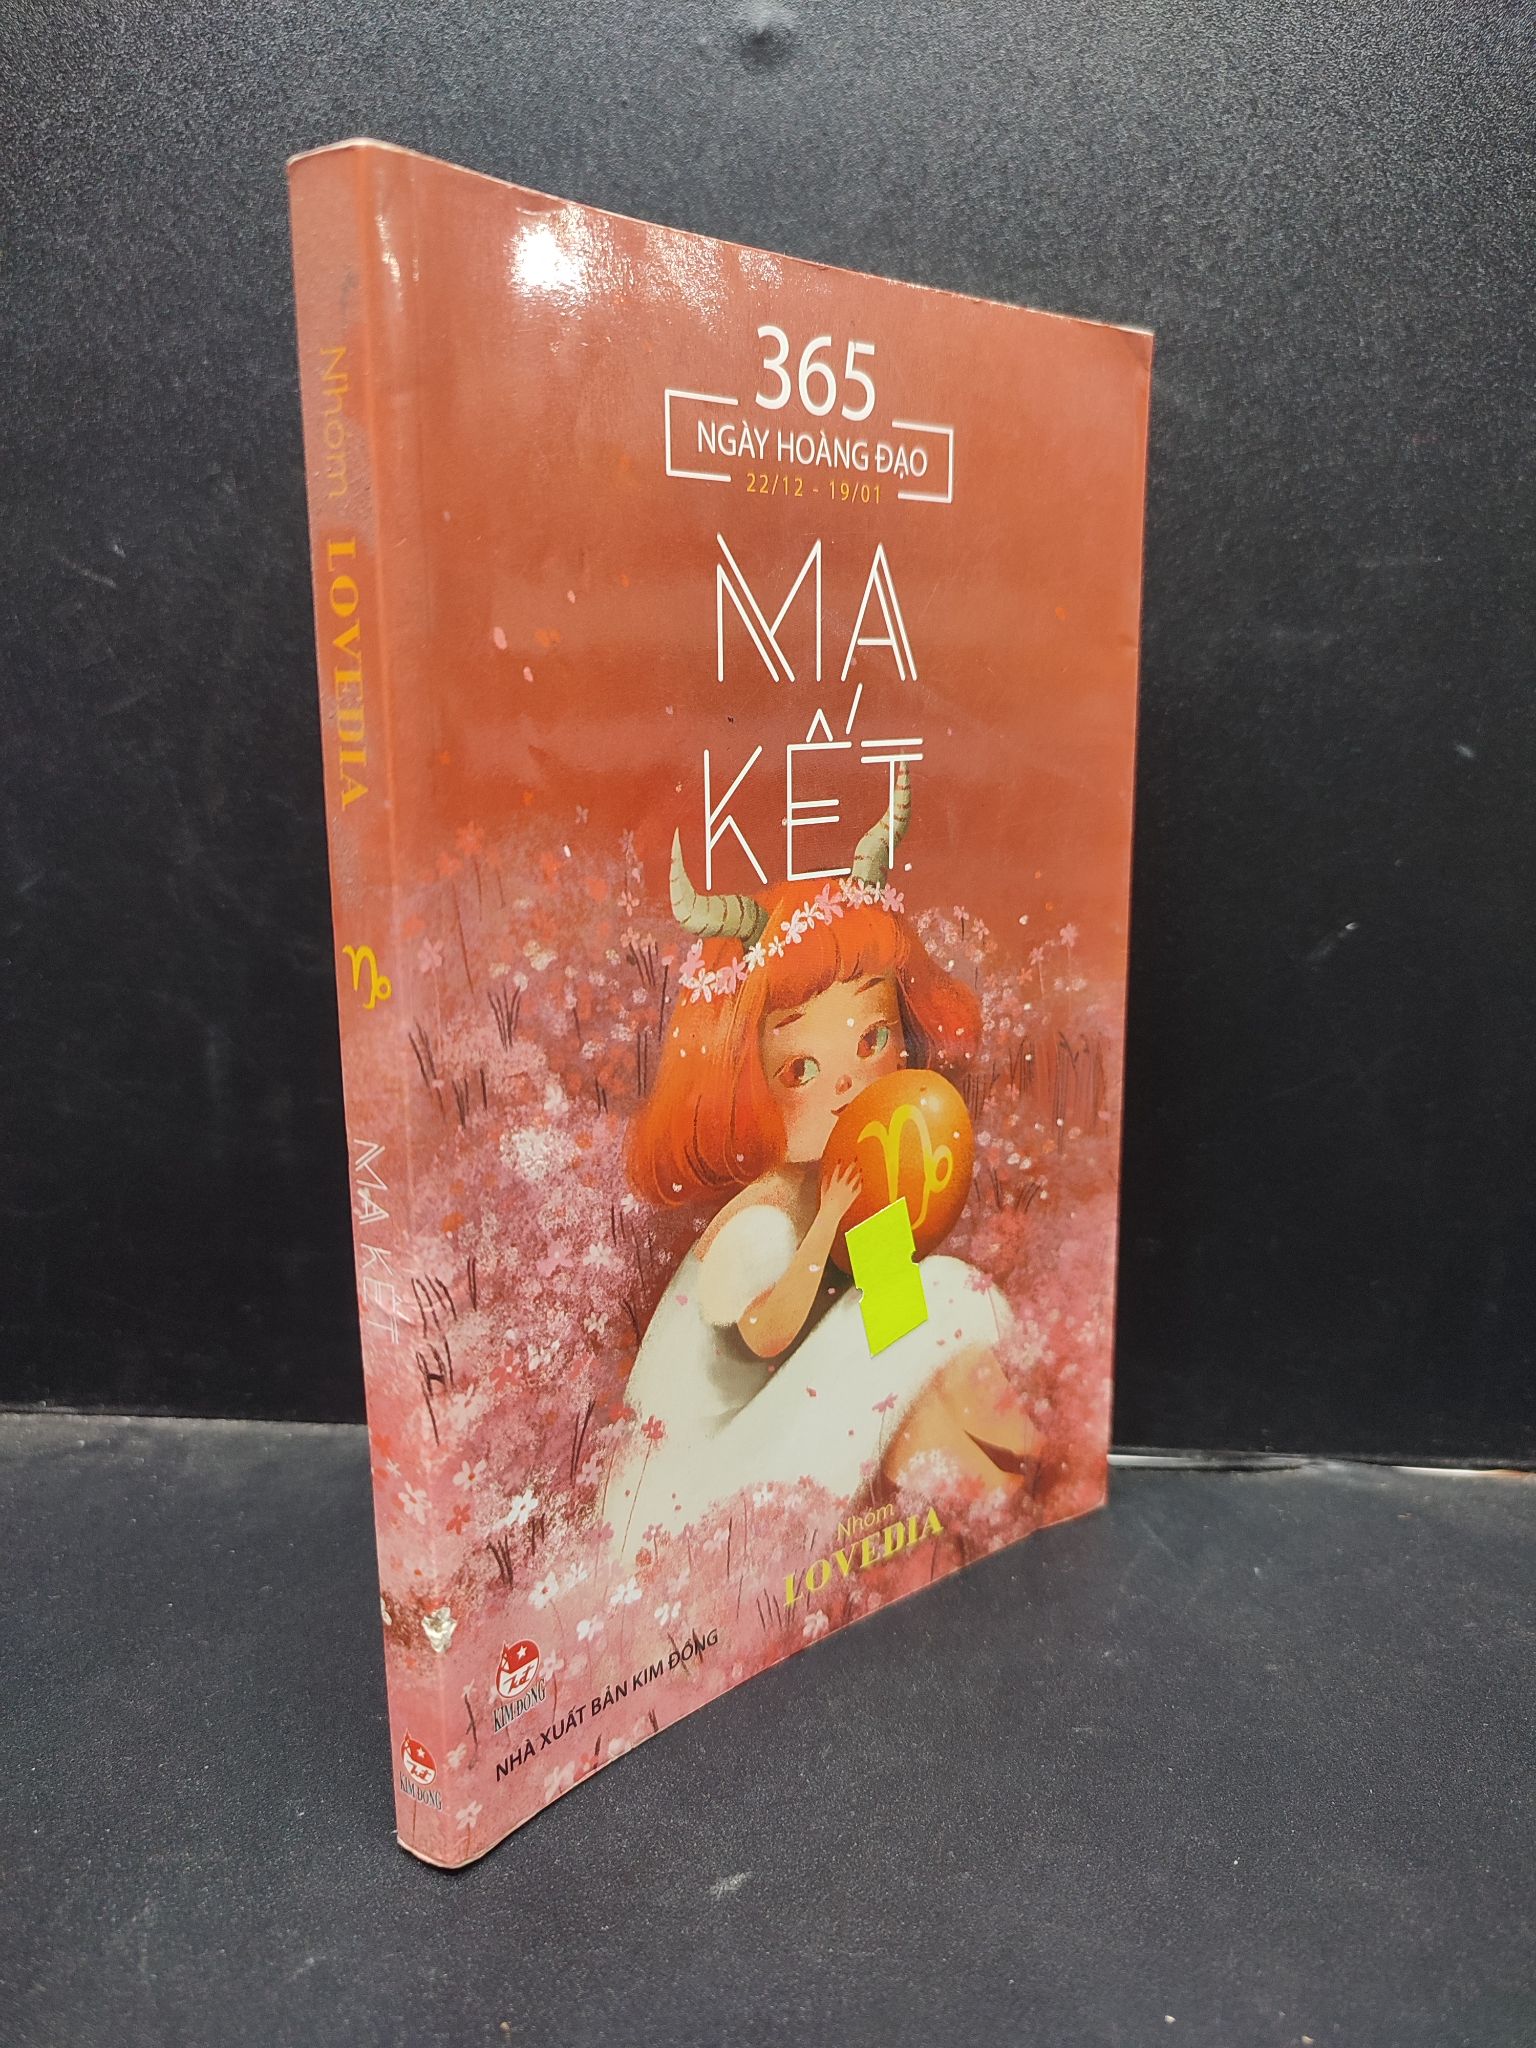 Nhóm LOVEDIA
MA KẾT
KIM ĐỒNG
365
NGÀY HOÀNG ĐẠO
22/12 - 19/01
MA
KẾT
Nhóm
LOVEDIA
KIM ĐỒNG
NHÀ XUẤT BẢN KIM ĐỒNG